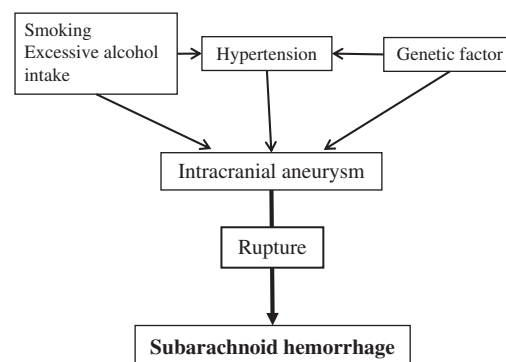 Smoking
Excessive alcohol
intake
Hypertension
Genetic factor
Intracranial aneurysm
Rupture
Subarachnoid hemorrhage